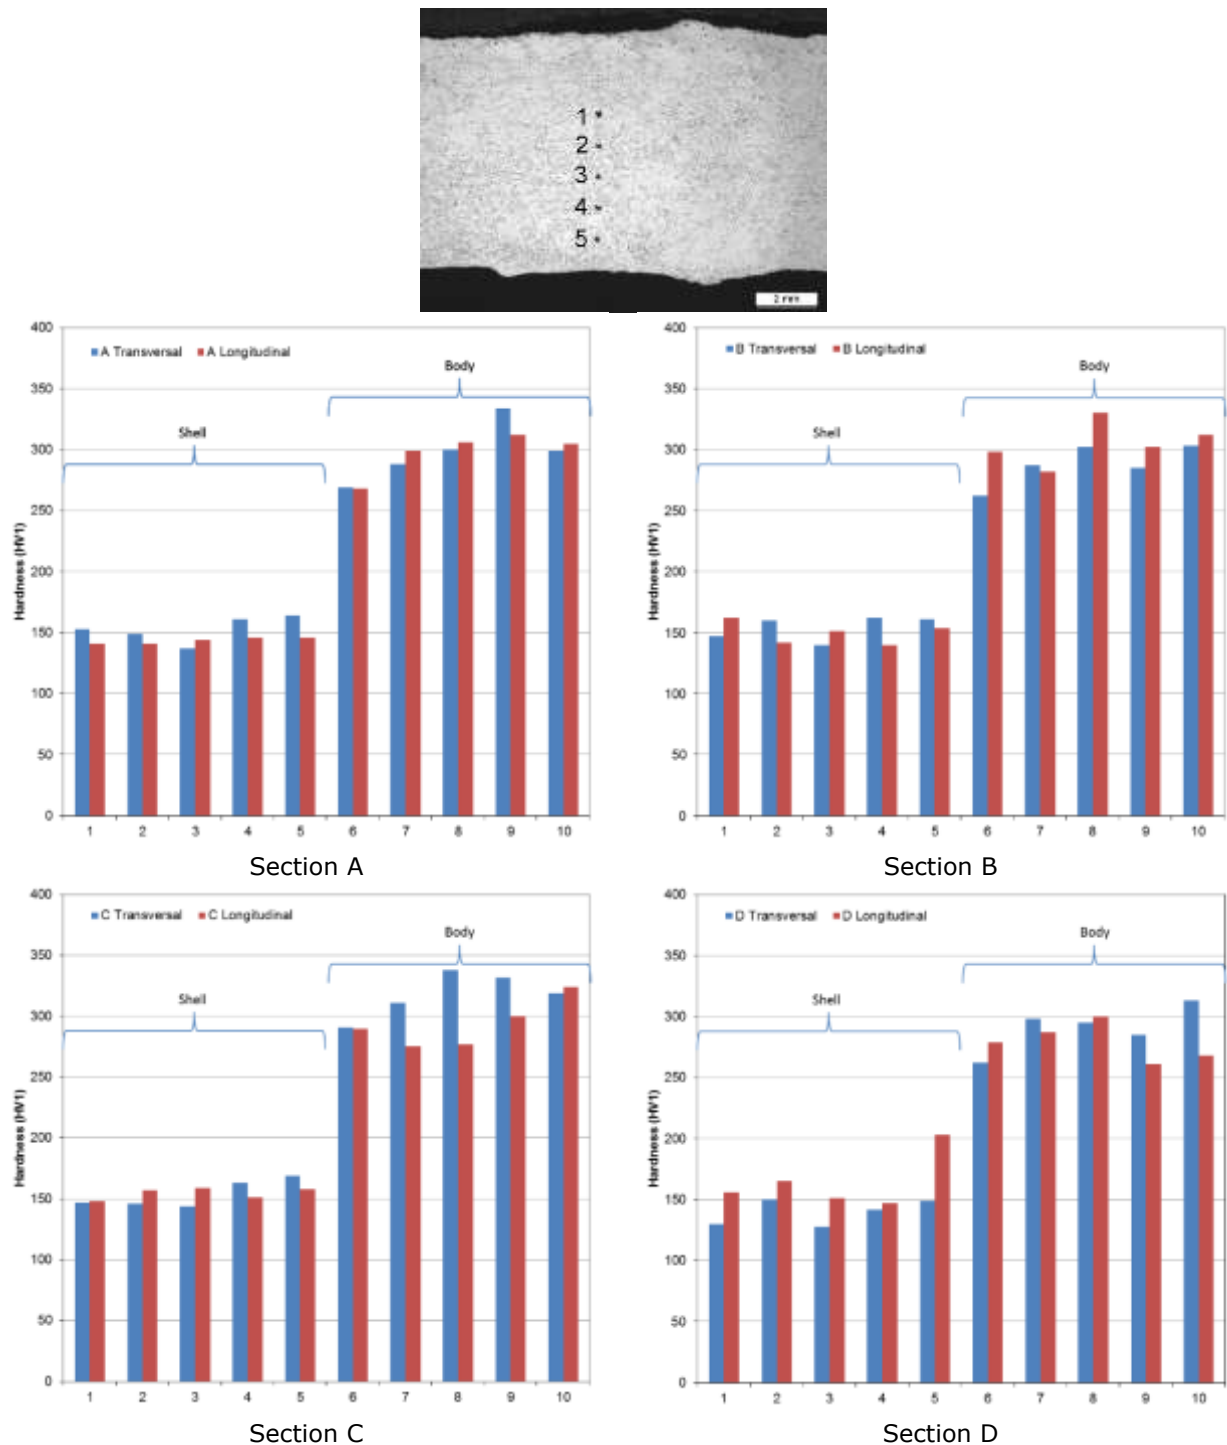 1
2
3
4
5
2 mm
A Transversal A Longitudinal
Body
Shell
Hardness (HV1)
400
350
300
250
200
150
100
50
0
1 2 3 4 5 6 7 8 9 10
Section A
B Transversal B Longitudinal
Body
Shell
Hardness (HV1)
400
350
300
250
200
150
100
50
0
1 2 3 4 5 6 7 8 9 10
Section B
C Transversal C Longitudinal
Body
Shell
Hardness (HV1)
400
350
300
250
200
150
100
50
0
1 2 3 4 5 6 7 8 9 10
Section C
D Transversal D Longitudinal
Body
Shell
Hardness (HV1)
400
350
300
250
200
150
100
50
0
1 2 3 4 5 6 7 8 9 10
Section D